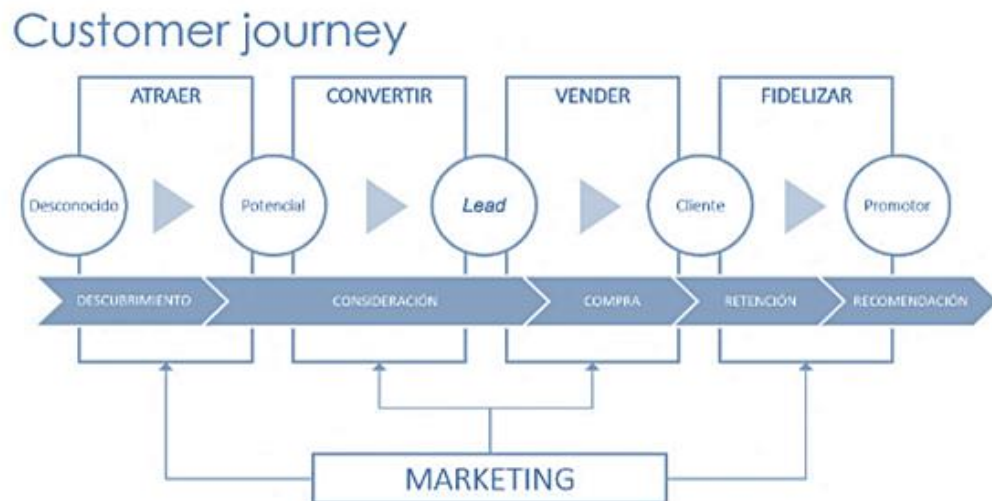 Customer journey
ATRAER
CONVERTIR
VENDER
FIDELIZAR
Desconocido
Potencial
Lead
Cliente
Promotor
DESCUBRIMIENTO
CONSIDERACIÓN
COMPRA
RETENCIÓN
RECOMENDACIÓN
MARKETING